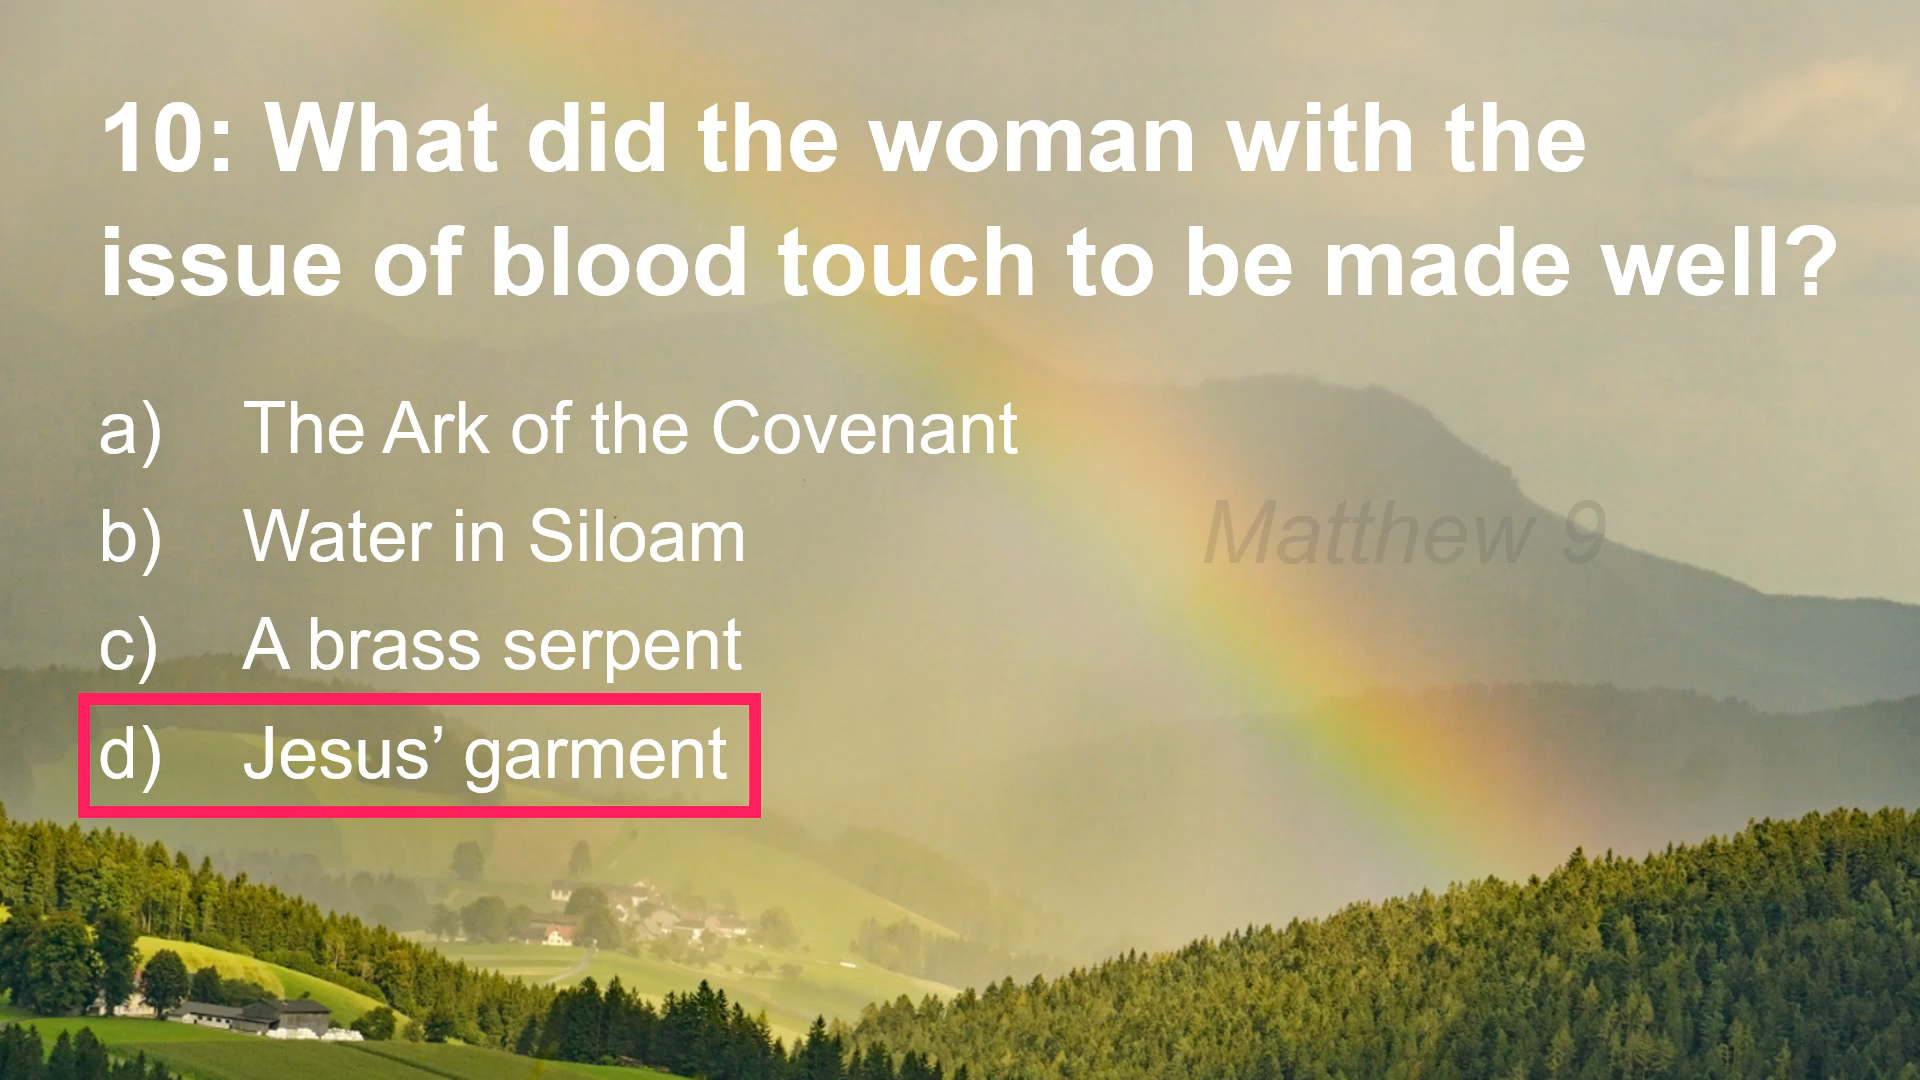 10: What did the woman with the
issue of blood touch to be made well?
a) The Ark of the Covenant
b) Water in Siloam
Matthew 9
c) A brass serpent
d) Jesus’ garment